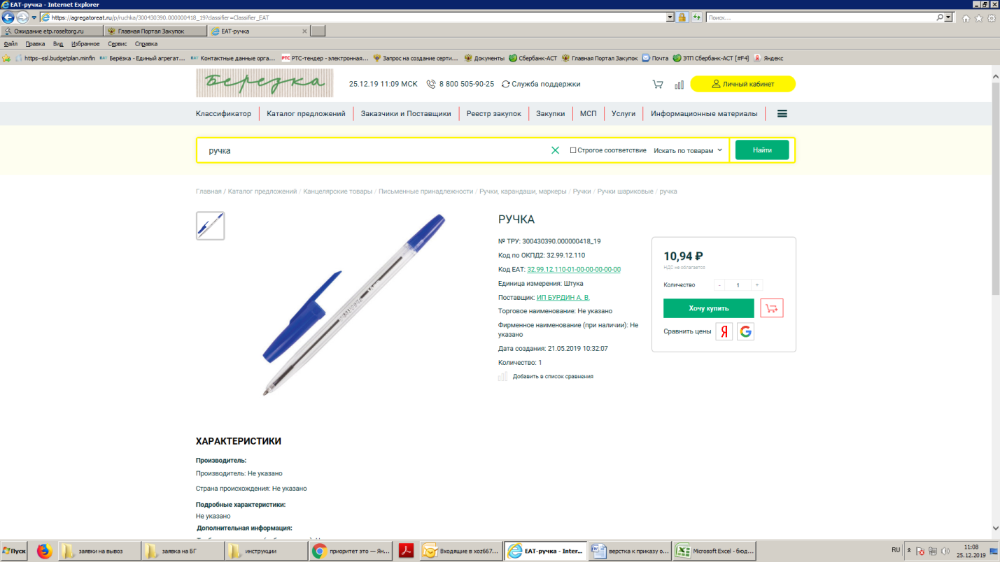 ЕАТ-ручка - Internet Explorer
https://agregatoreat.ru/p/ruchka/300430390.000000418_19?classifier=Classifier_EAT
Поиск...
Ожидание etp.roseltorg.ru
Главная Портал Закупок
ЕАТ-ручка
Файл Правка Вид Избранное Сервис Справка
https--ssl.budgetplan.minfin
ЕАТ Берёзка - Единый агрегат...
ЕАТ Контактные данные орга...
РТС РТС-тендер - электронная...
Запрос на создание серти...
Документы
Сбербанк-АСТ
Главная Портал Закупок
Почта
ЭТП Сбербанк-АСТ [#F4]
Я Яндекс
Березка
25.12.19 11:09 МСК
8 800 505-90-25
Служба поддержки
Личный кабинет
Классификатор
Каталог предложений
Заказчики и Поставщики
Реестр закупок
Закупки
МСП
Услуги
Информационные материалы
ручка
Строгое соответствие
Искать по товарам
Найти
Главная / Каталог предложений / Канцелярские товары / Письменные принадлежности / Ручки, карандаши, маркеры / Ручки / Ручки шариковые / ручка
РУЧКА
№ ТРУ: 300430390.000000418_19
Код по ОКПД2: 32.99.12.110
Код ЕАТ: 32.99.12.110-01-00-00-00-00-00
Единица измерения: Штука
Поставщик: ИП БУРДИН А. В.
Торговое наименование: Не указано
Фирменное наименование (при наличии): Не
указано
Дата создания: 21.05.2019 10:32:07
Количество: 1
Добавить в список сравнения
10,94 ₽
НДС не облагается
Количество - 1 +
Хочу купить
Сравнить цены Я G
ХАРАКТЕРИСТИКИ
Производитель:
Производитель: Не указано
Страна происхождения: Не указано
Подробные характеристики:
Не указано
Дополнительная информация:
Пуск
заявки на вывоз
заявка на БГ
инструкции
приоритет это — Ян...
Входящие в хоз667...
ЕАТ-ручка - Inter...
верстка к приказу о...
Microsoft Excel - бюд...
RU
11:08
25.12.2019